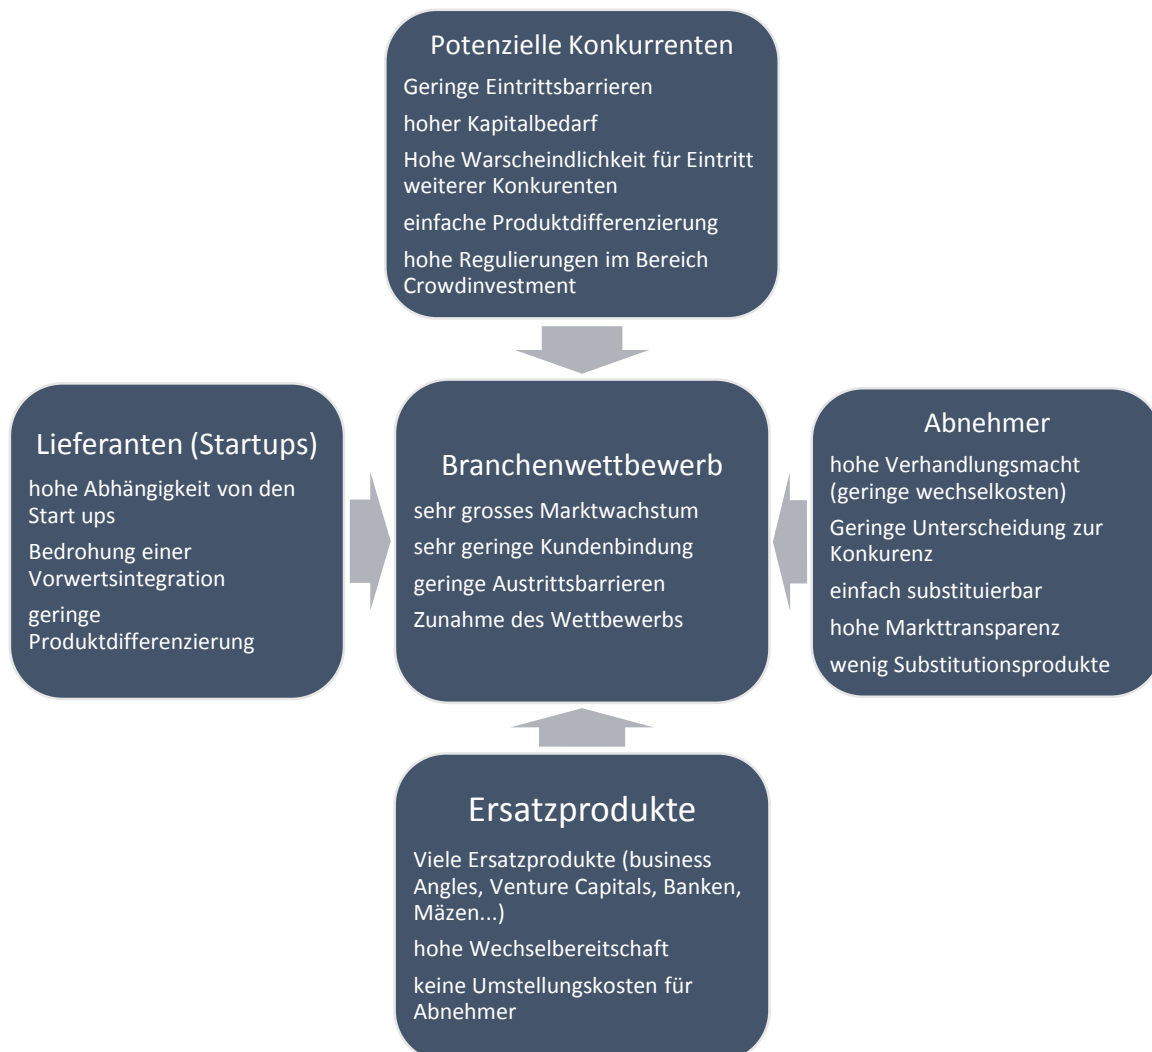 Potenzielle Konkurrenten
Geringe Eintrittsbarrieren
hoher Kapitalbedarf
Hohe Warscheindlichkeit für Eintritt
weiterer Konkurenten
einfache Produktdifferenzierung
hohe Regulierungen im Bereich
Crowdinvestment
Lieferanten (Startups)
hohe Abhängigkeit von den
Start ups
Bedrohung einer
Vorwertsintegration
geringe
Produktdifferenzierung
Branchenwettbewerb
sehr grosses Marktwachstum
sehr geringe Kundenbindung
geringe Austrittsbarrieren
Zunahme des Wettbewerbs
Abnehmer
hohe Verhandlungsmacht
(geringe wechselkosten)
Geringe Unterscheidung zur
Konkurenz
einfach substituierbar
hohe Markttransparenz
wenig Substitutionsprodukte
Ersatzprodukte
Viele Ersatzprodukte (business
Angles, Venture Capitals, Banken,
Mäzen...)
hohe Wechselbereitschaft
keine Umstellungskosten für
Abnehmer